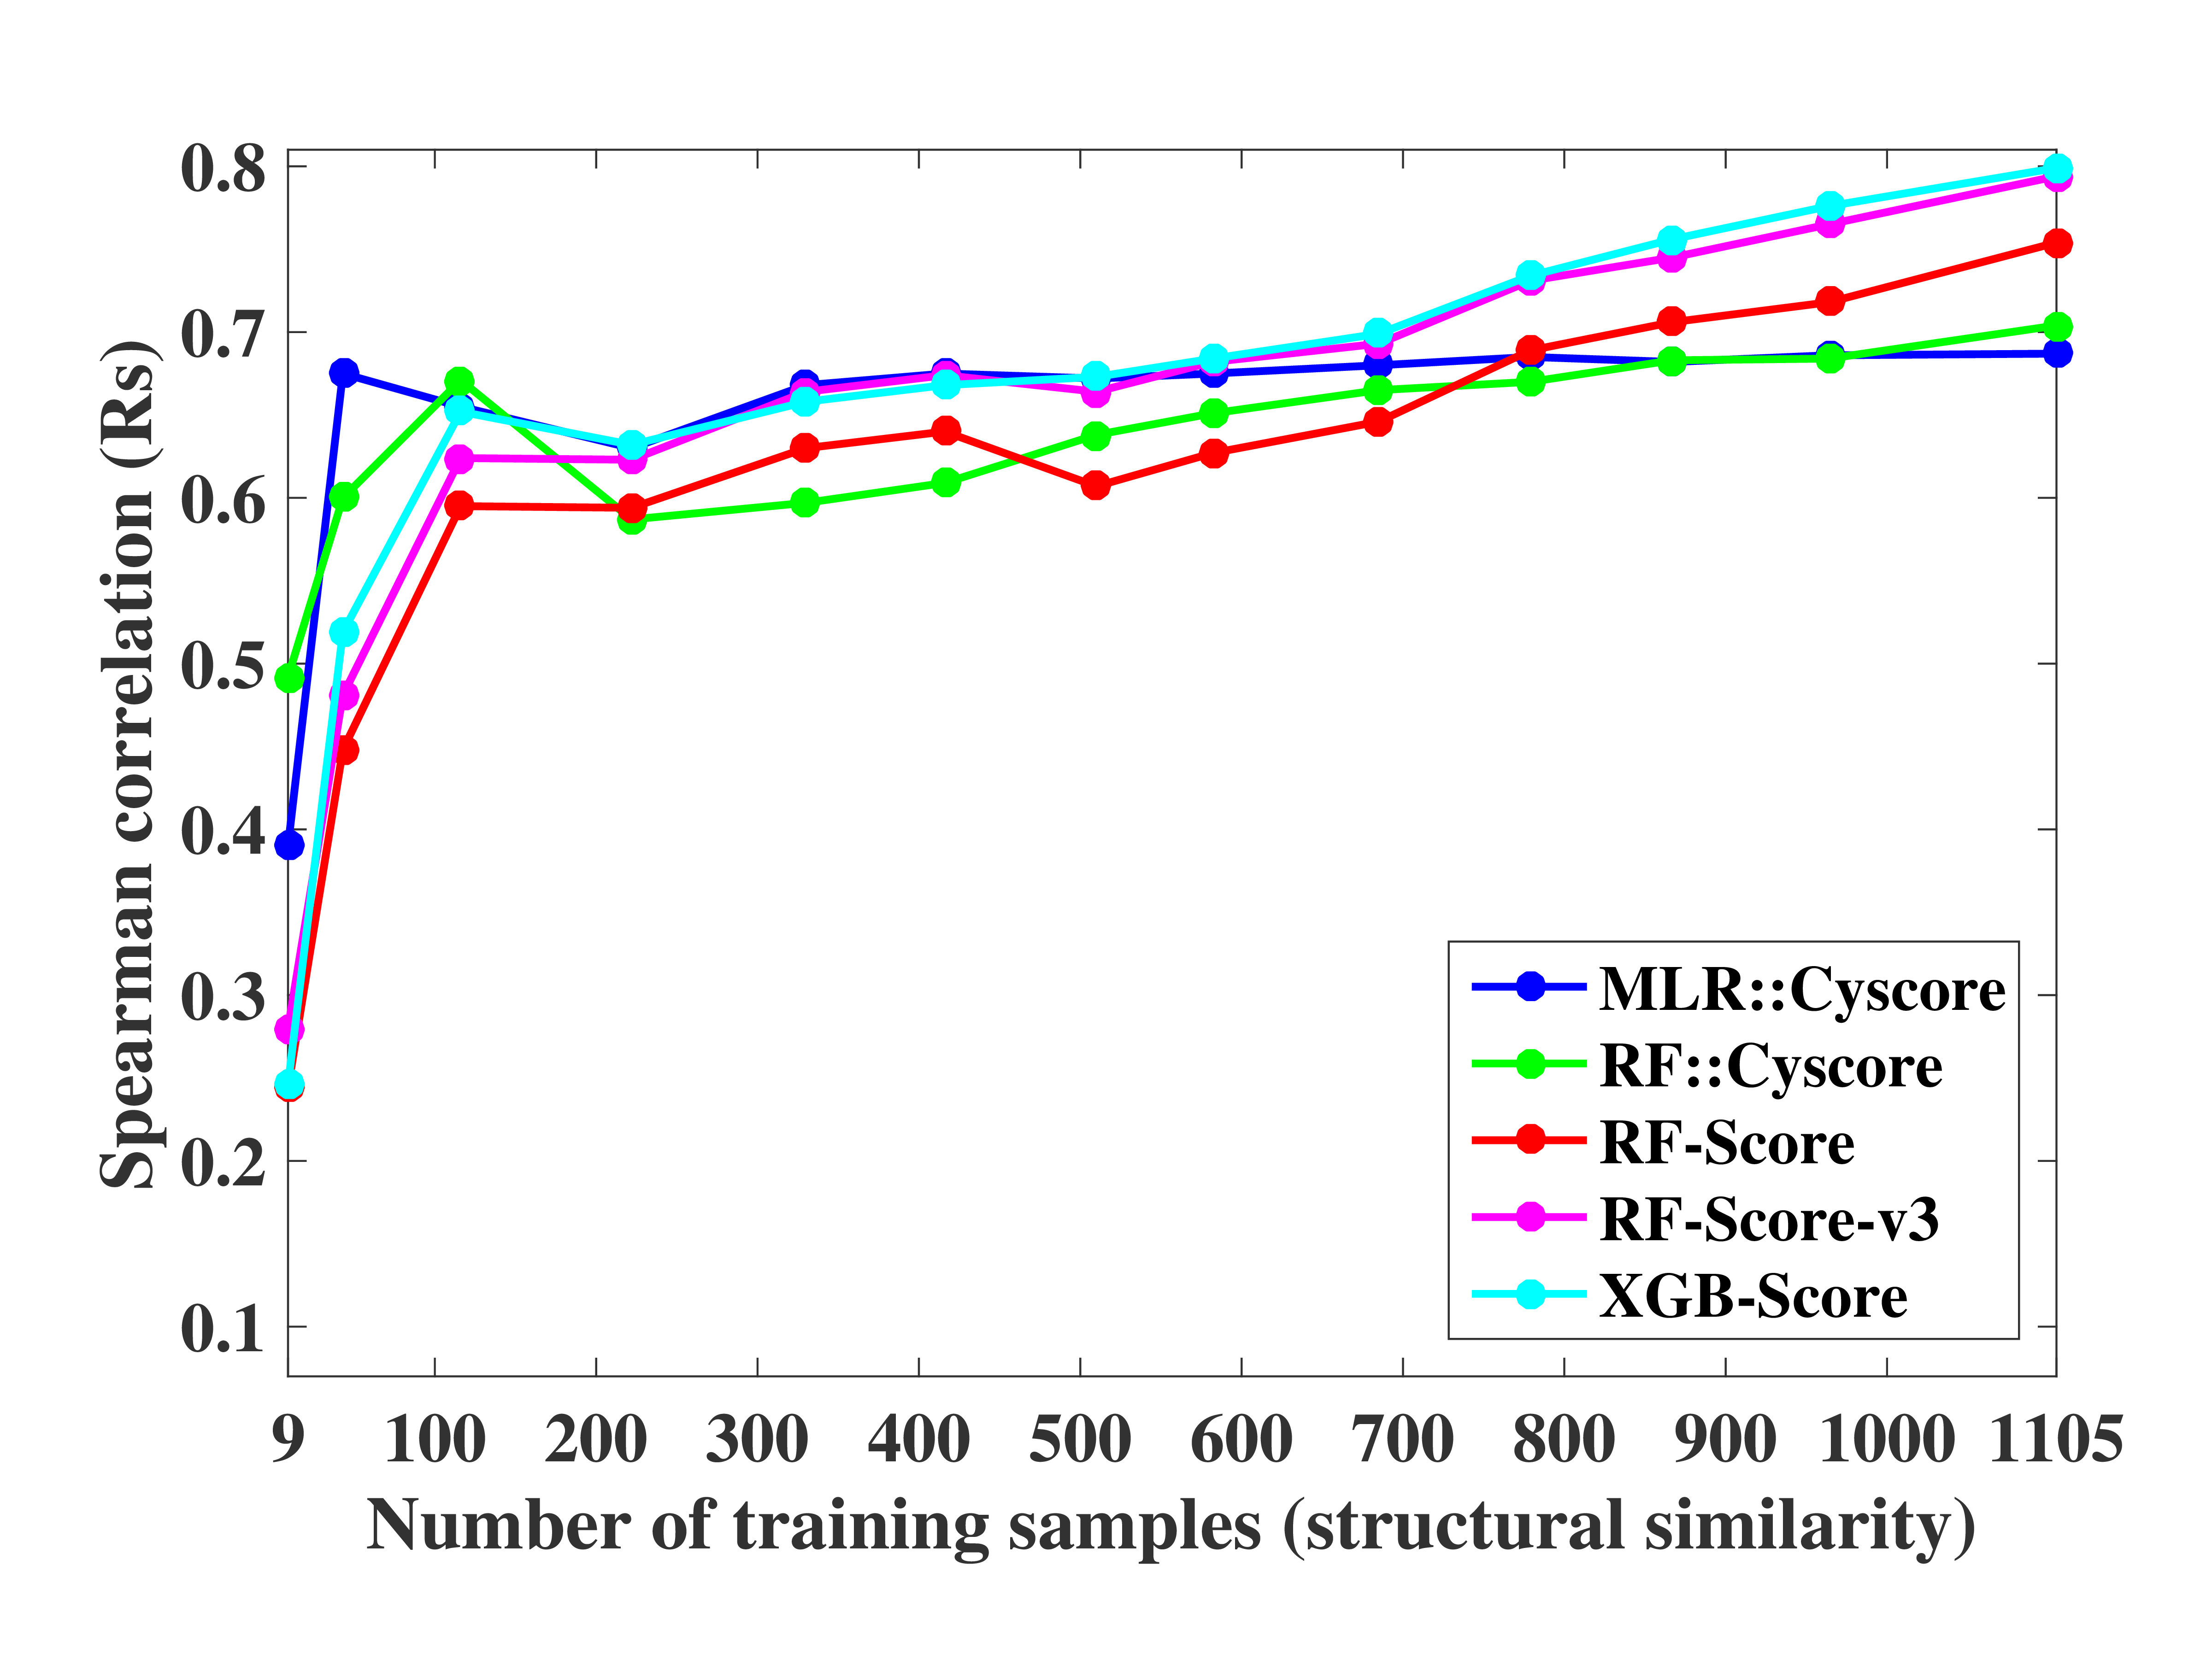 0.8
0.7
0.6
0.5
0.4
0.3
0.2
0.1
Spearman correlation (Rs)
MLR::Cyscore
RF::Cyscore
RF-Score
RF-Score-v3
XGB-Score
9 100 200 300 400 500 600 700 800 900 1000 1105
Number of training samples (structural similarity)